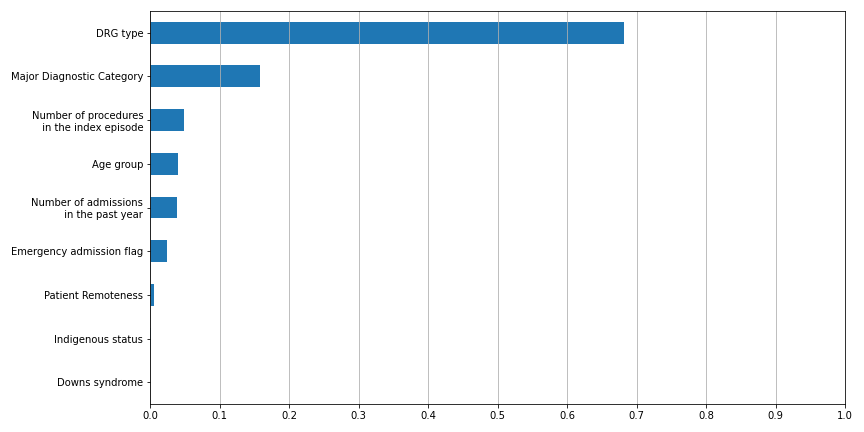 DRG type
Major Diagnostic Category
Number of procedures
in the index episode
Age group
Number of admissions
in the past year
Emergency admission flag
Patient Remoteness
Indigenous status
Downs syndrome
0.0 0.1 0.2 0.3 0.4 0.5 0.6 0.7 0.8 0.9 1.0